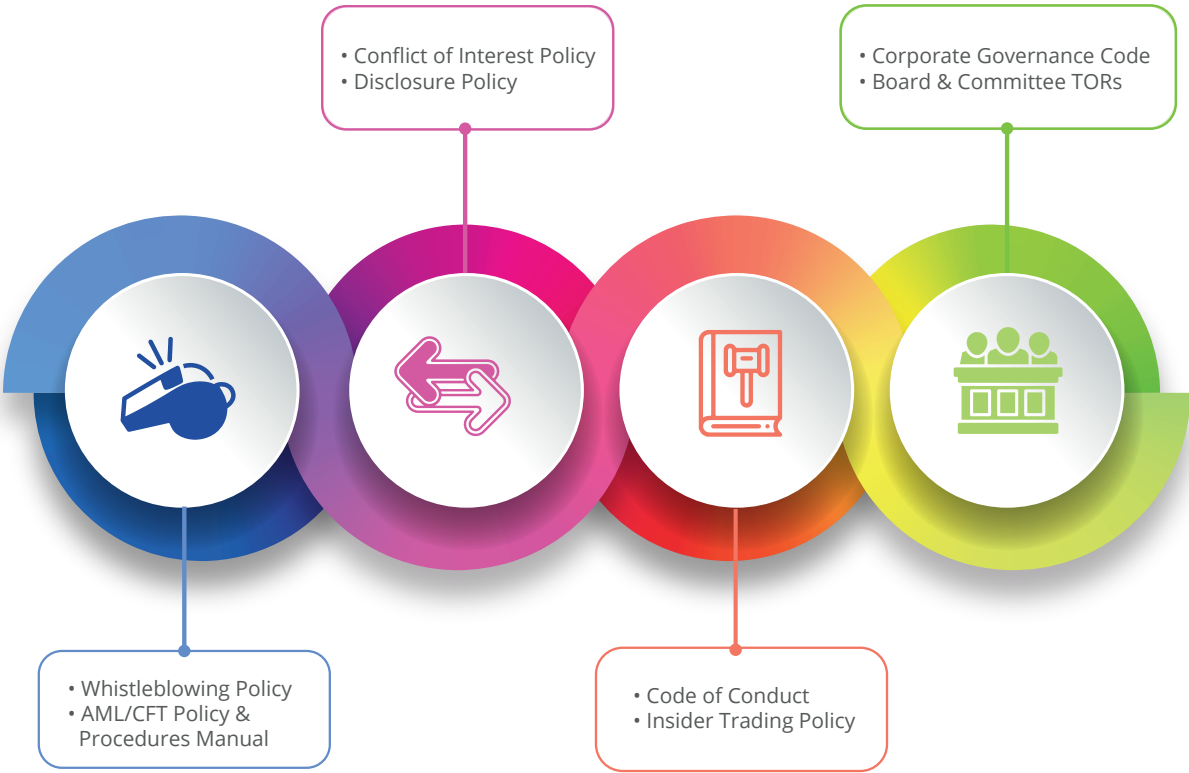 • Conflict of Interest Policy
• Disclosure Policy
• Corporate Governance Code
• Board & Committee TORs
• Whistleblowing Policy
• AML/CFT Policy &
Procedures Manual
• Code of Conduct
• Insider Trading Policy